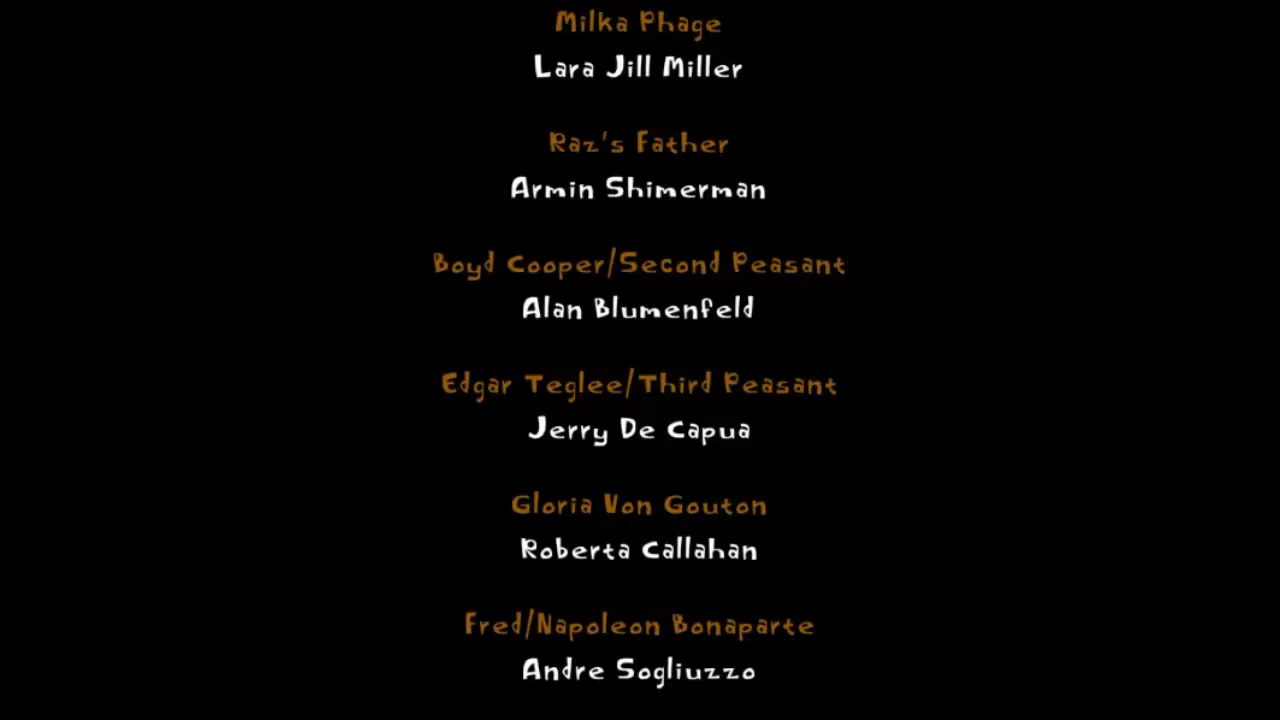 Milka Phage
Lara Jill Miller
Raz's Father
Armin Shimerman
Boyd Cooper/Second Peasant
Alan Blumenfeld
Edgar Teglee/Third Peasant
Jerry De Capua
Gloria Von Gouton
Roberta Callahan
Fred/Napoleon Bonaparte
Andre Sogliuzzo